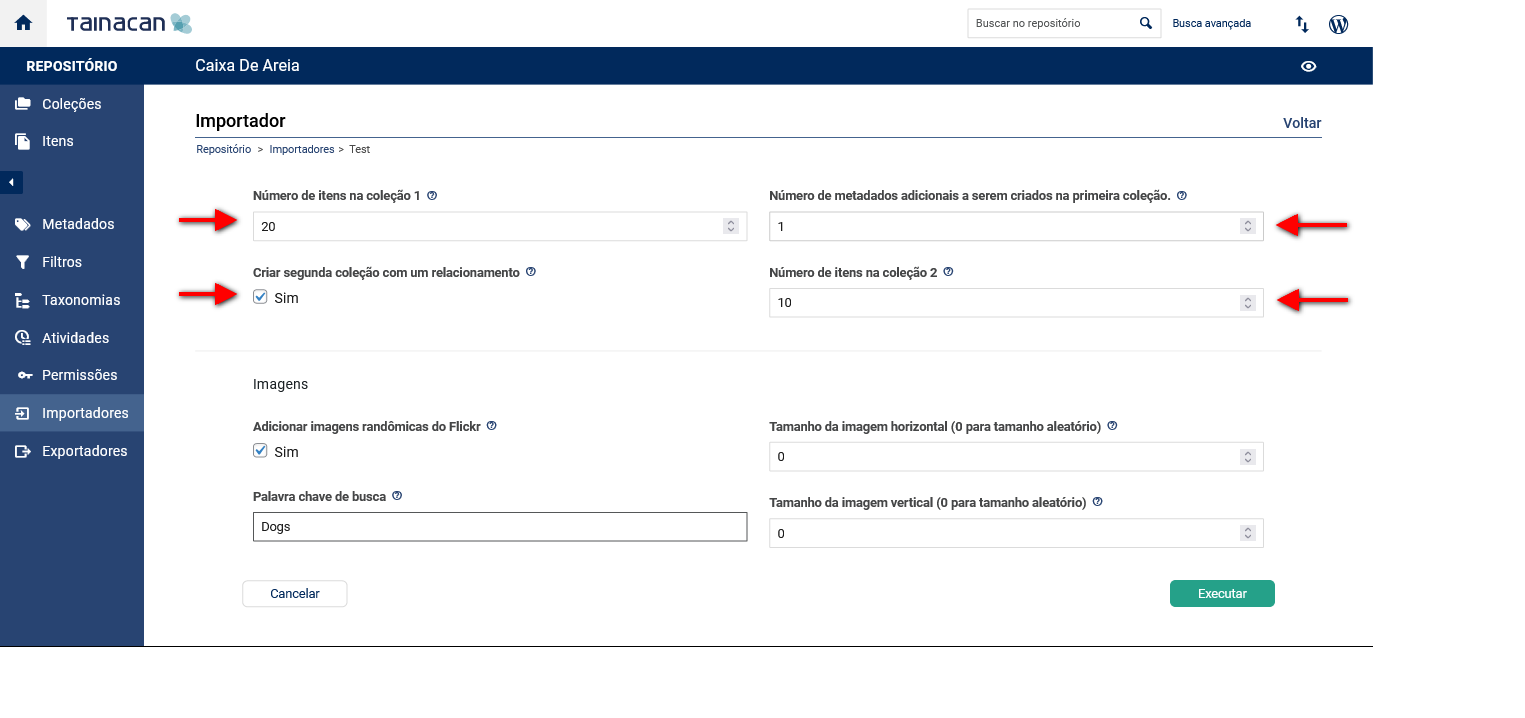 TAINACAN
Buscar no repositório
Busca avançada
REPOSITÓRIO
Caixa De Areia
Coleções
Itens
Metadados
Filtros
Taxonomias
Atividades
Permissões
Importadores
Exportadores
Importador
Voltar
Repositório > Importadores > Test
Número de itens na coleção 1
20
Número de metadados adicionais a serem criados na primeira coleção.
1
Criar segunda coleção com um relacionamento
Sim
Número de itens na coleção 2
10
Imagens
Adicionar imagens randômicas do Flickr
Sim
Tamanho da imagem horizontal (0 para tamanho aleatório)
0
Palavra chave de busca
Dogs
Tamanho da imagem vertical (0 para tamanho aleatório)
0
Cancelar
Executar